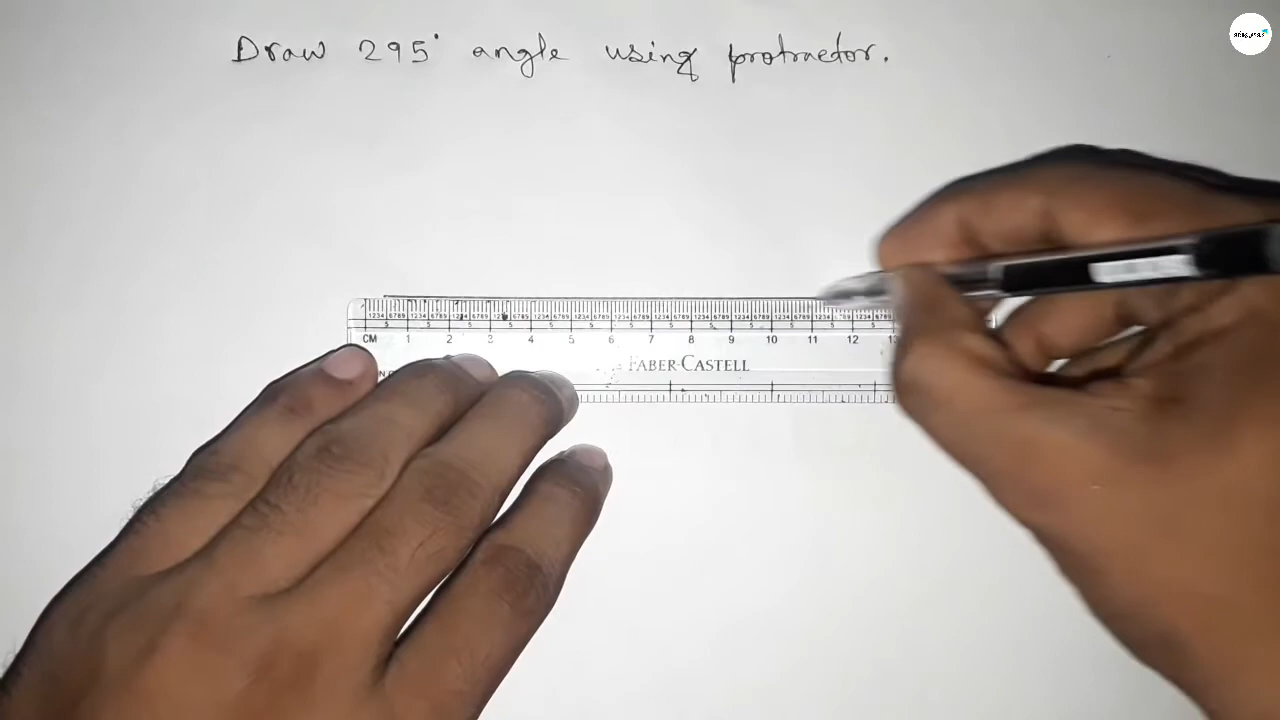 Draw 295° angle using protractor.
CM 1 2 3 4 5 6 7 8 9 10 11 12 13
FABER-CASTELL